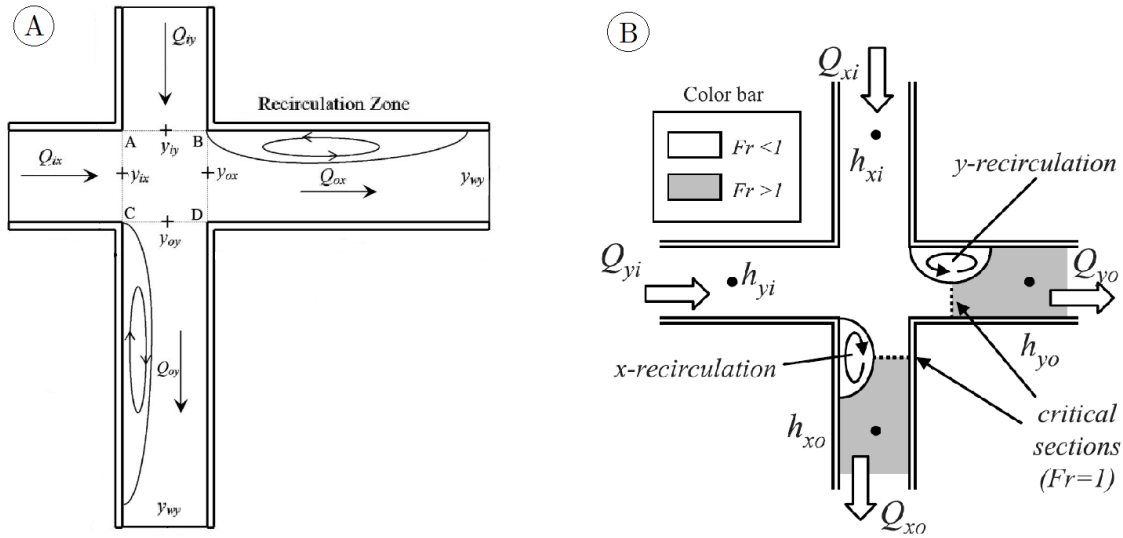 A
Q_iy
Recirculation Zone
A
B
y_iy
Q_ix
y_ix
y_ox
Q_ox
y_wy
C
D
y_oy
Q_oy
y_wy
B
Q_xi
Color bar
Fr <1
Fr >1
h_xi
y-recirculation
Q_yi
h_yi
Q_yo
x-recirculation
h_yo
h_xo
critical
sections
(Fr=1)
Q_xo